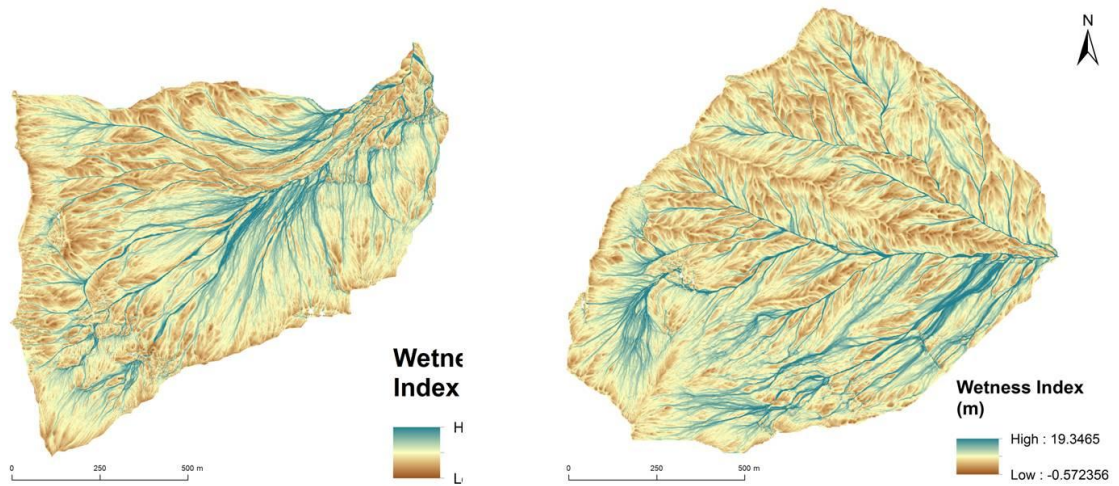 N
Wetne
Index
H
L
0 250 500 m
Wetness Index
(m)
High : 19.3465
Low : -0.572356
0 250 500 m